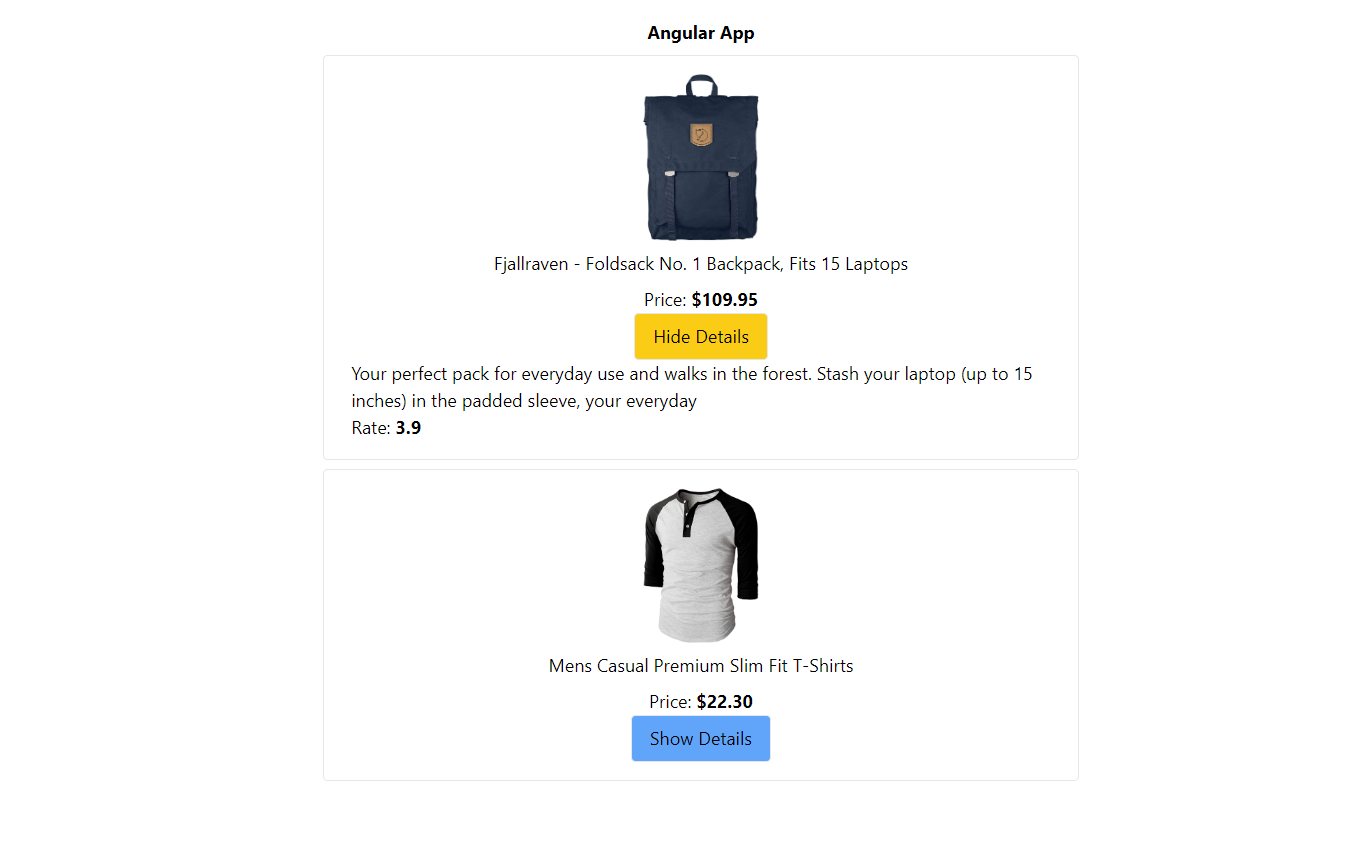 Angular App
Fjallraven - Foldsack No. 1 Backpack, Fits 15 Laptops
Price: $109.95
Hide Details
Your perfect pack for everyday use and walks in the forest. Stash your laptop (up to 15
inches) in the padded sleeve, your everyday
Rate: 3.9
Mens Casual Premium Slim Fit T-Shirts
Price: $22.30
Show Details